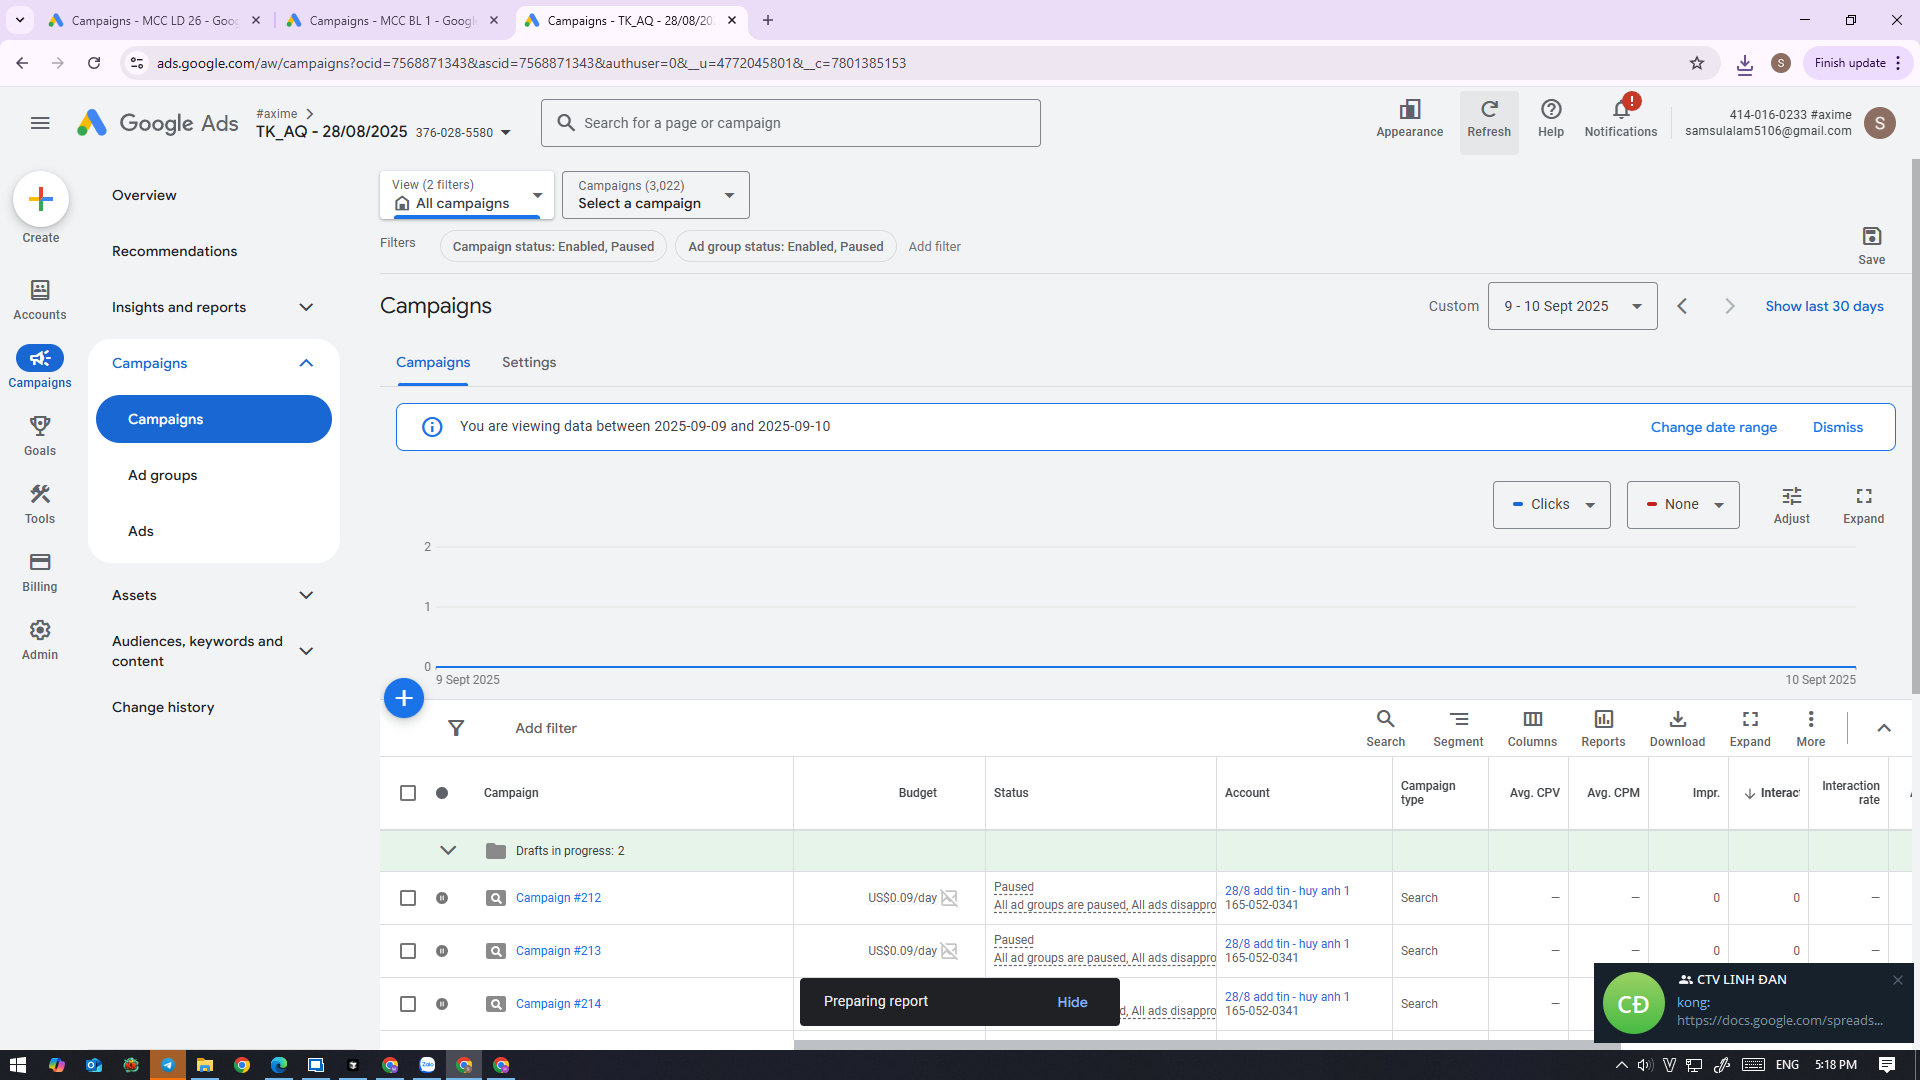 Campaigns - MCC LD 26 - Goog
Campaigns - MCC BL 1 - Google
Campaigns - TK_AQ - 28/08/202
ads.google.com/aw/campaigns?ocid=7568871343&ascid=7568871343&authuser=0&__u=4772045801&__c=7801385153
S
Finish update
Google Ads
#axime
TK_AQ - 28/08/2025 376-028-5580
Search for a page or campaign
Appearance
Refresh
Help
Notifications
414-016-0233 #axime
samsulalam5106@gmail.com
S
Create
Accounts
Campaigns
Goals
Tools
Billing
Admin
Overview
Recommendations
Insights and reports
Campaigns
Campaigns
Ad groups
Ads
Assets
Audiences, keywords and
content
Change history
View (2 filters)
All campaigns
Campaigns (3,022)
Select a campaign
Filters
Campaign status: Enabled, Paused
Ad group status: Enabled, Paused
Add filter
Save
Campaigns
Custom
9 - 10 Sept 2025
Show last 30 days
Campaigns
Settings
You are viewing data between 2025-09-09 and 2025-09-10
Change date range
Dismiss
Clicks
None
Adjust
Expand
2
1
0
9 Sept 2025
10 Sept 2025
Add filter
Search
Segment
Columns
Reports
Download
Expand
More
Campaign
Budget
Status
Account
Campaign
type
Avg. CPV
Avg. CPM
Impr.
Interact
Interaction
rate
Drafts in progress: 2
Campaign #212
US$0.09/day
Paused
All ad groups are paused, All ads disappro
28/8 add tin - huy anh 1
165-052-0341
Search
—
—
0
0
—
Campaign #213
US$0.09/day
Paused
All ad groups are paused, All ads disappro
28/8 add tin - huy anh 1
165-052-0341
Search
—
—
0
0
—
Campaign #214
d, All ads disappro
28/8 add tin - huy anh 1
165-052-0341
Search
—
Preparing report
Hide
CĐ
CTV LINH ĐAN
kong:
https://docs.google.com/spreads...
Zalo
ENG
5:18 PM